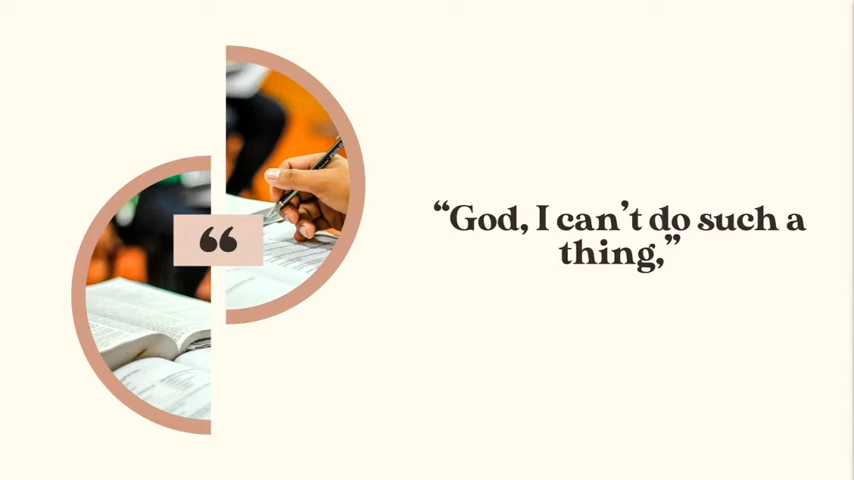 “God, I can’t do such a
thing,”